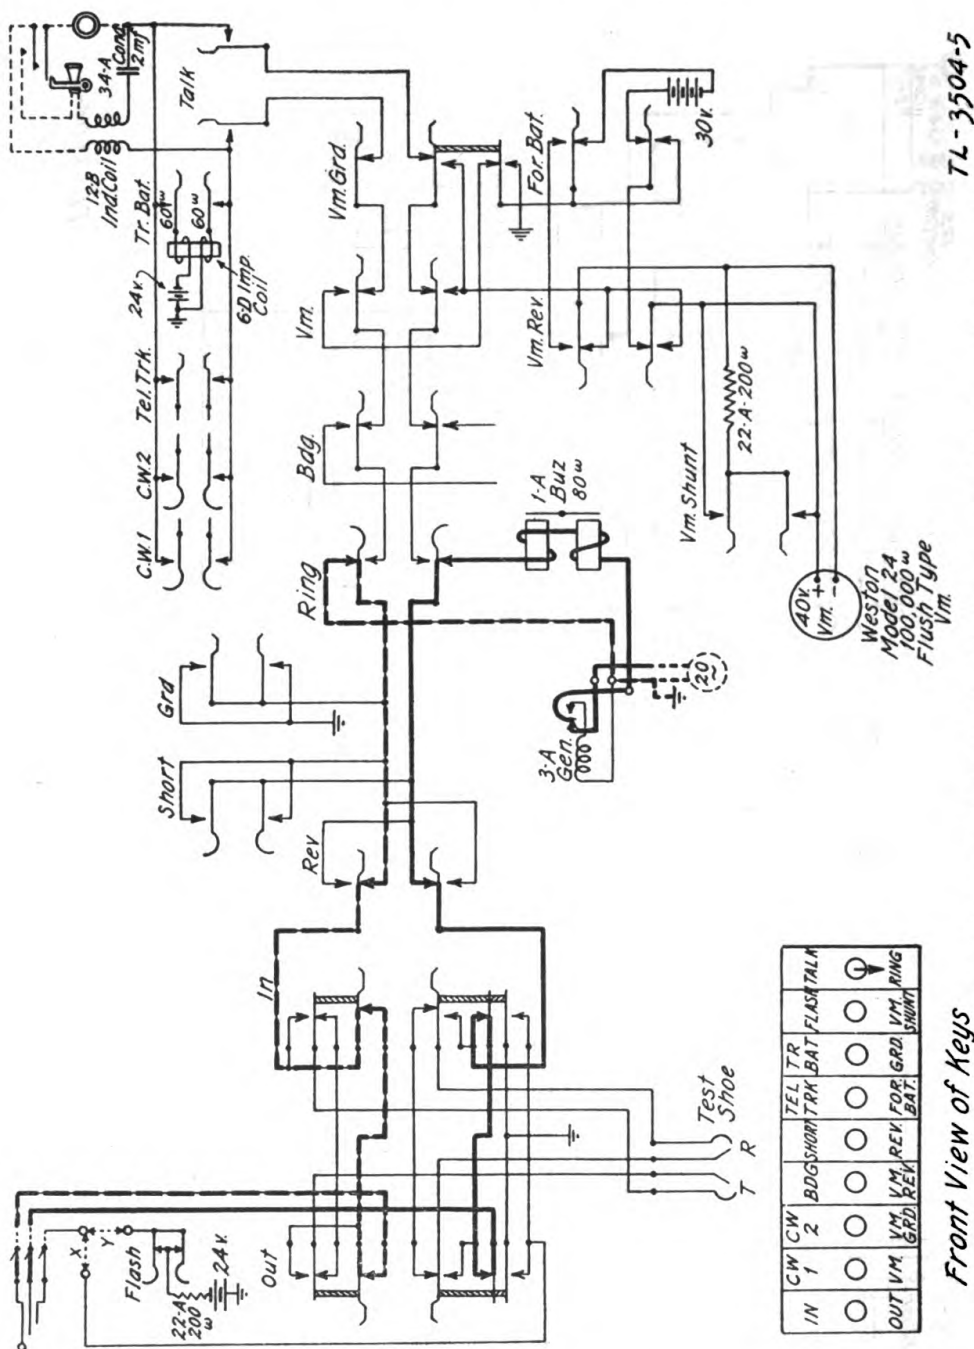 34-A
Cond.
2mf
Talk
12-B
Ind.Coil
Tr. Bat.
60ω
60ω
24v.
6D Imp.
Coil
Tel. Trk.
C.W.2
C.W.1
Vm.Grd.
For. Bat.
30v.
Vm.
Vm. Rev.
Bdg.
22-A-200ω
Vm. Shunt
1-A
Buz
80ω
40v.
Vm.
+
-
Weston
Model 24
100,000ω
Flush Type
Vm.
Ring
Grd
Short
3-A
Gen.
20
~
Rev
In
Test
Shoe
R
T
Out
X
Y
Flash
22-A
200
ω
24v.
IN
CW
1
CW
2
BDG
SHORT
TEL
TRK
TR
BAT
FLASH
TALK
OUT
VM.
VM
GRD
VM.
REV.
REV.
FOR.
BAT.
GRD.
VM.
SHUNT
RING
Front View of Keys
TL-3504-5